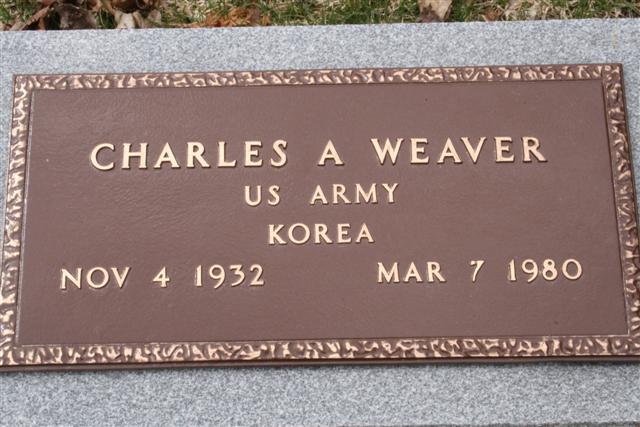 CHARLES A WEAVER
US ARMY
KOREA
NOV 4 1932 MAR 7 1980